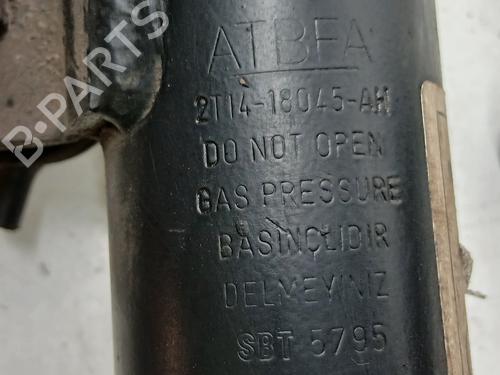 ATBFA
2T14-18045-AH
DO NOT OPEN
GAS PRESSURE
BASINÇLIDIR
DELMEYINIZ
SBT 5795
B-PARTS